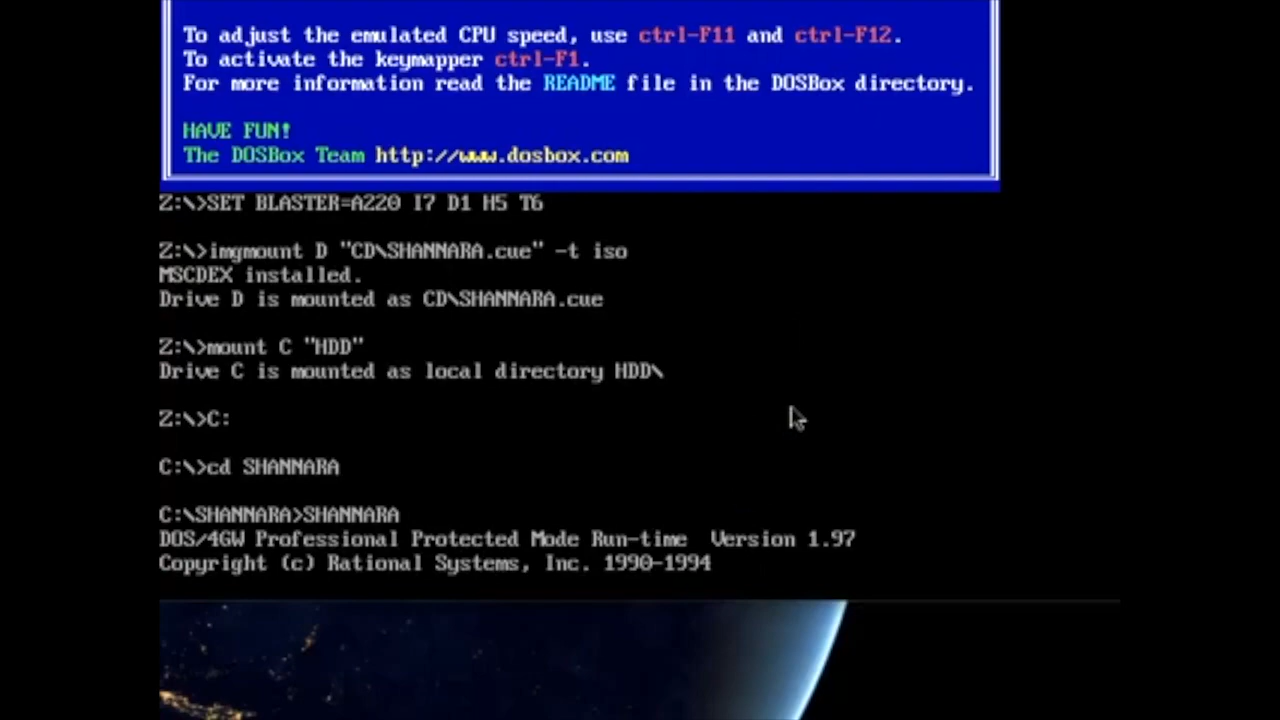 To adjust the emulated CPU speed, use ctrl-F11 and ctrl-F12.
To activate the keymapper ctrl-F1.
For more information read the README file in the DOSBox directory.
HAVE FUN!
The DOSBox Team http://www.dosbox.com
Z:\>SET BLASTER=A220 I7 D1 H5 T6
Z:\>imgmount D "CD\SHANNARA.cue" -t iso
MSCDEX installed.
Drive D is mounted as CD\SHANNARA.cue
Z:\>mount C "HDD"
Drive C is mounted as local directory HDD\
Z:\>C:
C:\>cd SHANNARA
C:\SHANNARA>SHANNARA
DOS/4GW Professional Protected Mode Run-time  Version 1.97
Copyright (c) Rational Systems, Inc. 1990-1994